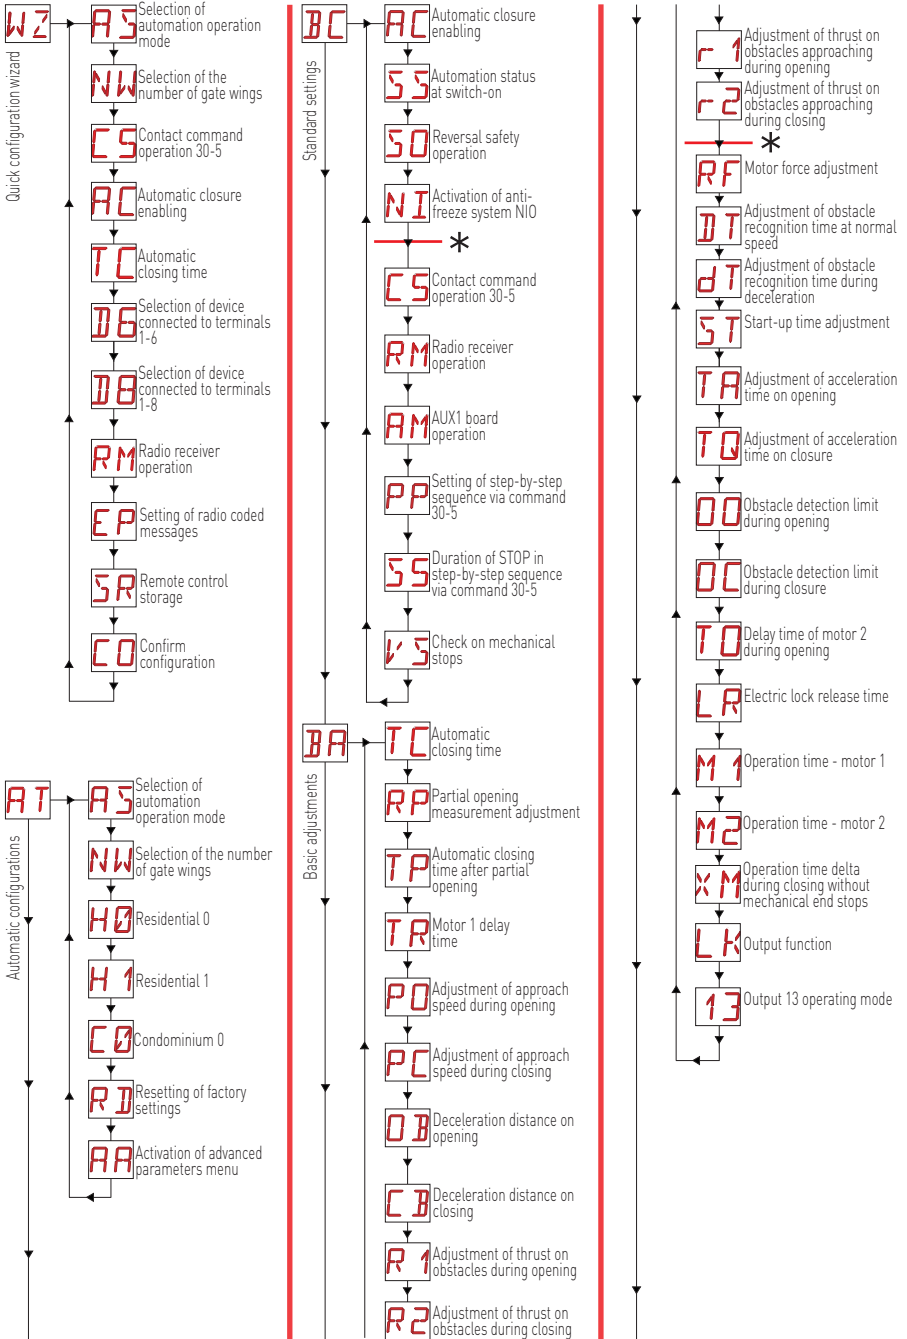 WZ
Quick configuration wizard
AS
Selection of
automation operation
mode
NW
Selection of the
number of gate wings
CS
Contact command
operation 30-5
AC
Automatic closure
enabling
TC
Automatic
closing time
D6
Selection of device
connected to terminals
1-6
D8
Selection of device
connected to terminals
1-8
RM
Radio receiver
operation
EP
Setting of radio coded
messages
SR
Remote control
storage
CO
Confirm
configuration
AT
Automatic configurations
AS
Selection of
automation
operation mode
NW
Selection of the number
of gate wings
H0
Residential 0
H1
Residential 1
C0
Condominium 0
RD
Resetting of factory
settings
AA
Activation of advanced
parameters menu
BC
Standard settings
AC
Automatic closure
enabling
SS
Automation status
at switch-on
SO
Reversal safety
operation
NI
Activation of anti-
freeze system NIO
*
CS
Contact command
operation 30-5
RM
Radio receiver
operation
AM
AUX1 board
operation
PP
Setting of step-by-step
sequence via command
30-5
S5
Duration of STOP in
step-by-step sequence
via command 30-5
VS
Check on mechanical
stops
BA
Basic adjustments
TC
Automatic
closing time
RP
Partial opening
measurement adjustment
TP
Automatic closing
time after partial
opening
TR
Motor 1 delay
time
PO
Adjustment of approach
speed during opening
PC
Adjustment of approach
speed during closing
OB
Deceleration distance on
opening
CB
Deceleration distance on
closing
R1
Adjustment of thrust on
obstacles during opening
R2
Adjustment of thrust on
obstacles during closing
r1
Adjustment of thrust on
obstacles approaching
during opening
r2
Adjustment of thrust on
obstacles approaching
during closing
*
RF
Motor force adjustment
DT
Adjustment of obstacle
recognition time at normal
speed
dT
Adjustment of obstacle
recognition time during
deceleration
ST
Start-up time adjustment
TA
Adjustment of acceleration
time on opening
TQ
Adjustment of acceleration
time on closure
OO
Obstacle detection limit
during opening
OC
Obstacle detection limit
during closure
TO
Delay time of motor 2
during opening
LR
Electric lock release time
M1
Operation time - motor 1
M2
Operation time - motor 2
XM
Operation time delta
during closing without
mechanical end stops
LK
Output function
13
Output 13 operating mode